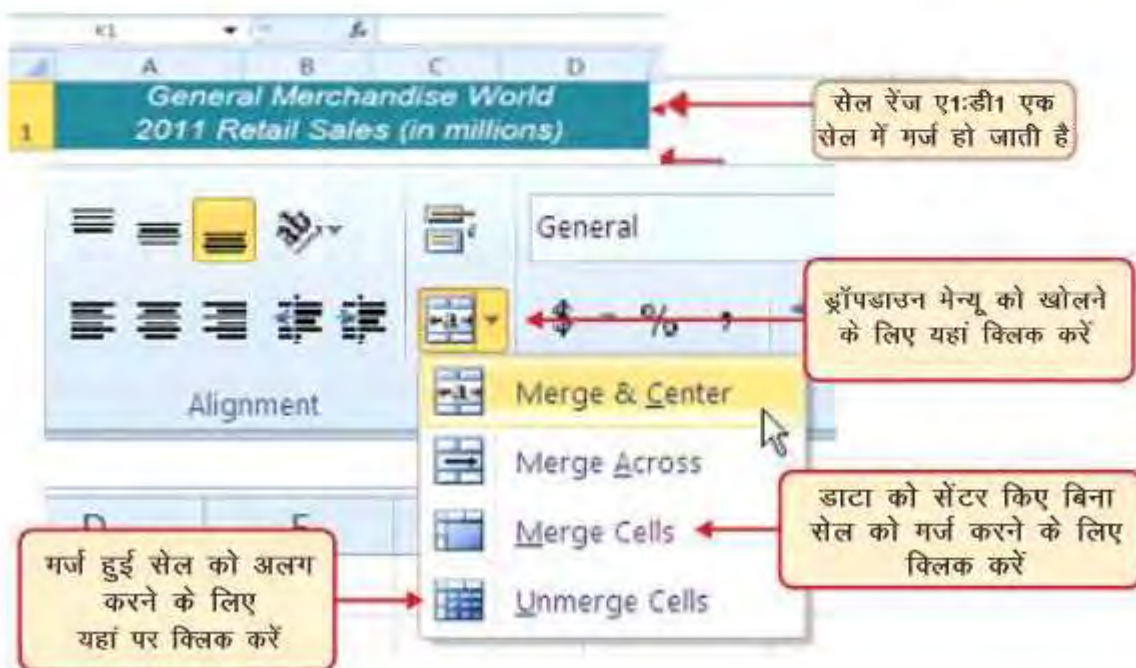 K1
fx
A B C D
General Merchandise World
1 2011 Retail Sales (in millions)
सेल रेंज ए1:डी1 एक
सेल में मर्ज हो जाती है
ab
General
$ % ,
ड्रॉपडाउन मेन्यू को खोलने
के लिए यहां क्लिक करें
Alignment
Merge & Center
Merge Across
Merge Cells
Unmerge Cells
डाटा को सेंटर किए बिना
सेल को मर्ज करने के लिए
क्लिक करें
मर्ज हुई सेल को अलग
करने के लिए
यहां पर क्लिक करें